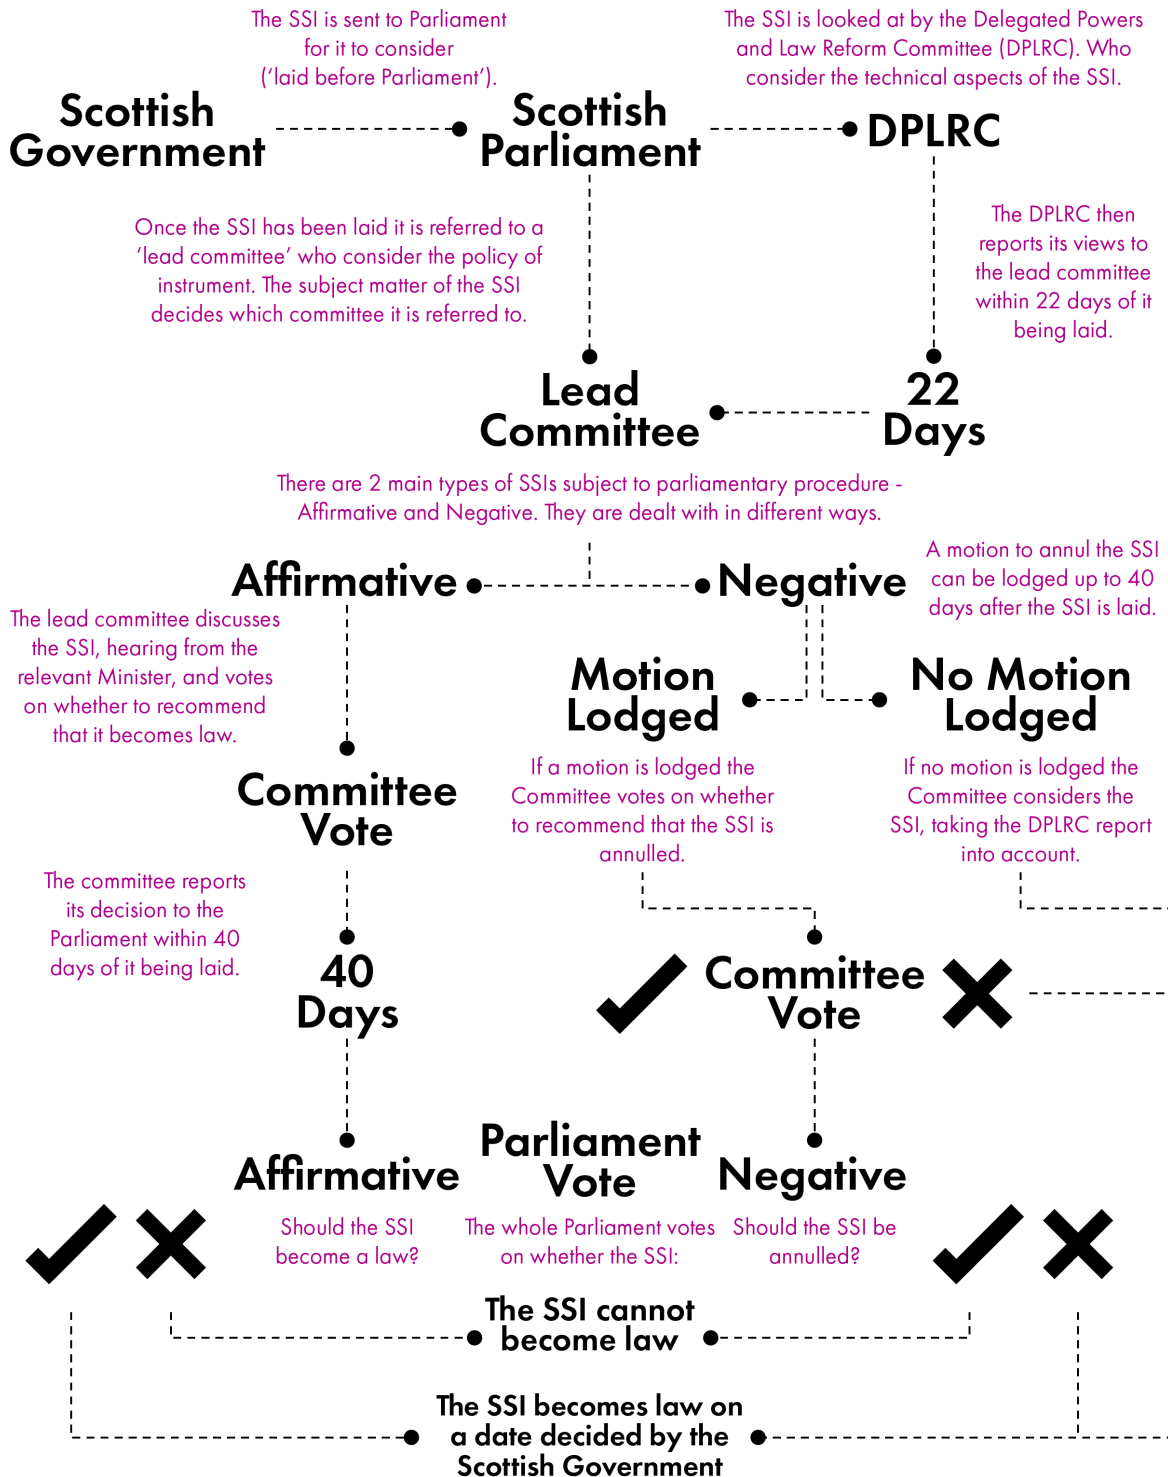 The SSI is sent to Parliament
for it to consider
(‘laid before Parliament’).
The SSI is looked at by the Delegated Powers
and Law Reform Committee (DPLRC). Who
consider the technical aspects of the SSI.
Scottish
Government
Scottish
Parliament
DPLRC
Once the SSI has been laid it is referred to a
‘lead committee’ who consider the policy of
instrument. The subject matter of the SSI
decides which committee it is referred to.
The DPLRC then
reports its views to
the lead committee
within 22 days of it
being laid.
Lead
Committee
22
Days
There are 2 main types of SSIs subject to parliamentary procedure -
Affirmative and Negative. They are dealt with in different ways.
Affirmative
Negative
A motion to annul the SSI
can be lodged up to 40
days after the SSI is laid.
The lead committee discusses
the SSI, hearing from the
relevant Minister, and votes
on whether to recommend
that it becomes law.
Motion
Lodged
No Motion
Lodged
If a motion is lodged the
Committee votes on whether
to recommend that the SSI is
annulled.
If no motion is lodged the
Committee considers the
SSI, taking the DPLRC report
into account.
Committee
Vote
The committee reports
its decision to the
Parliament within 40
days of it being laid.
40
Days
Committee
Vote
Affirmative
Parliament
Vote
Negative
Should the SSI
become a law?
The whole Parliament votes
on whether the SSI:
Should the SSI be
annulled?
The SSI cannot
become law
The SSI becomes law on
a date decided by the
Scottish Government